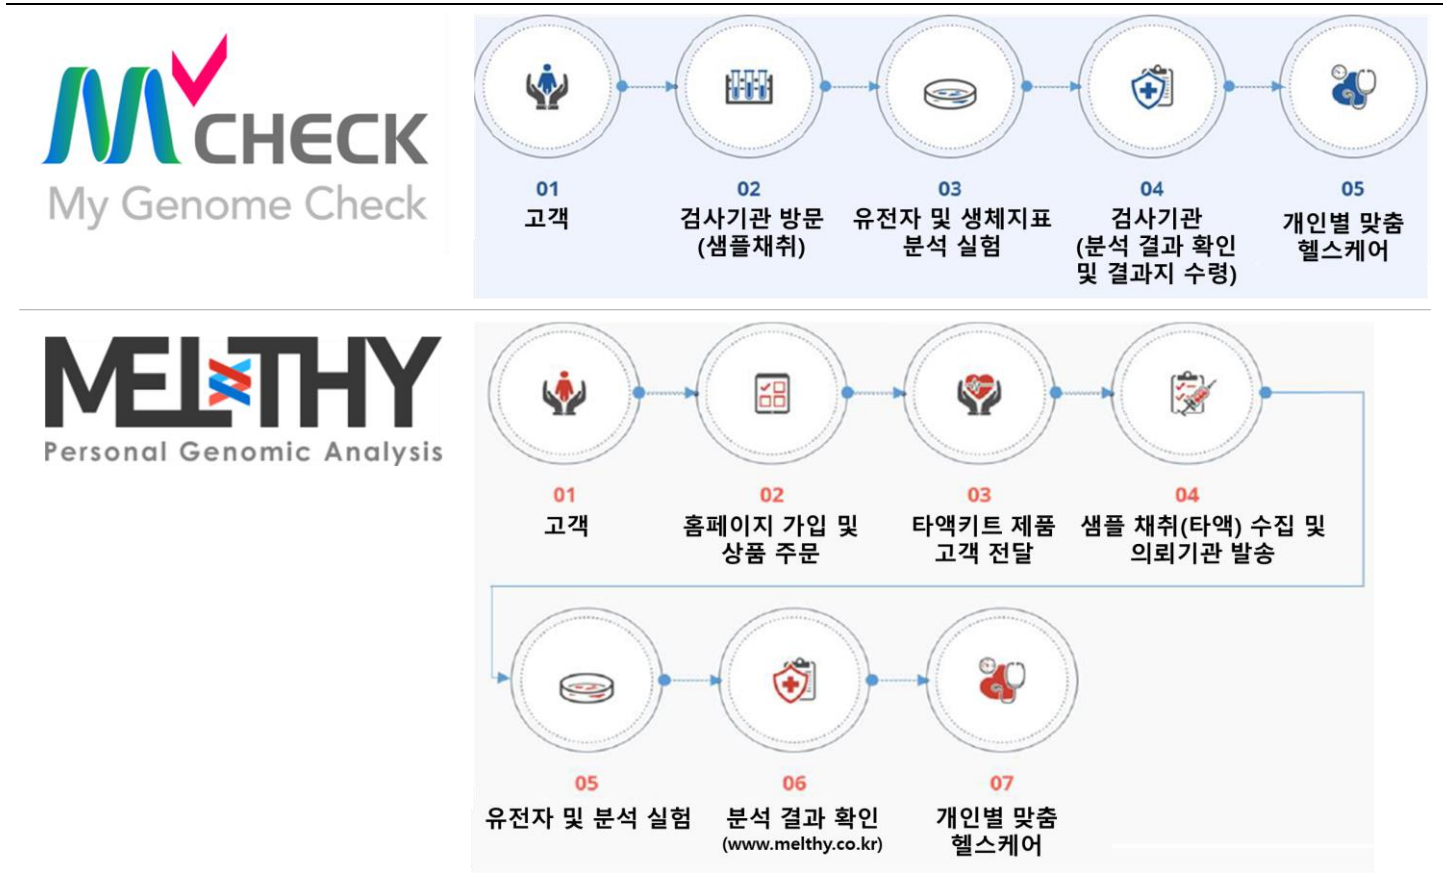 MY CHECK
My Genome Check
01
고객
02
검사기관 방문
(샘플채취)
03
유전자 및 생체지표
분석 실험
04
검사기관
(분석 결과 확인
및 결과지 수령)
05
개인별 맞춤
헬스케어
MELTHY
Personal Genomic Analysis
01
고객
02
홈페이지 가입 및
상품 주문
03
타액키트 제품
고객 전달
04
샘플 채취(타액) 수집 및
의뢰기관 발송
05
유전자 및 분석 실험
06
분석 결과 확인
(www.melthy.co.kr)
07
개인별 맞춤
헬스케어